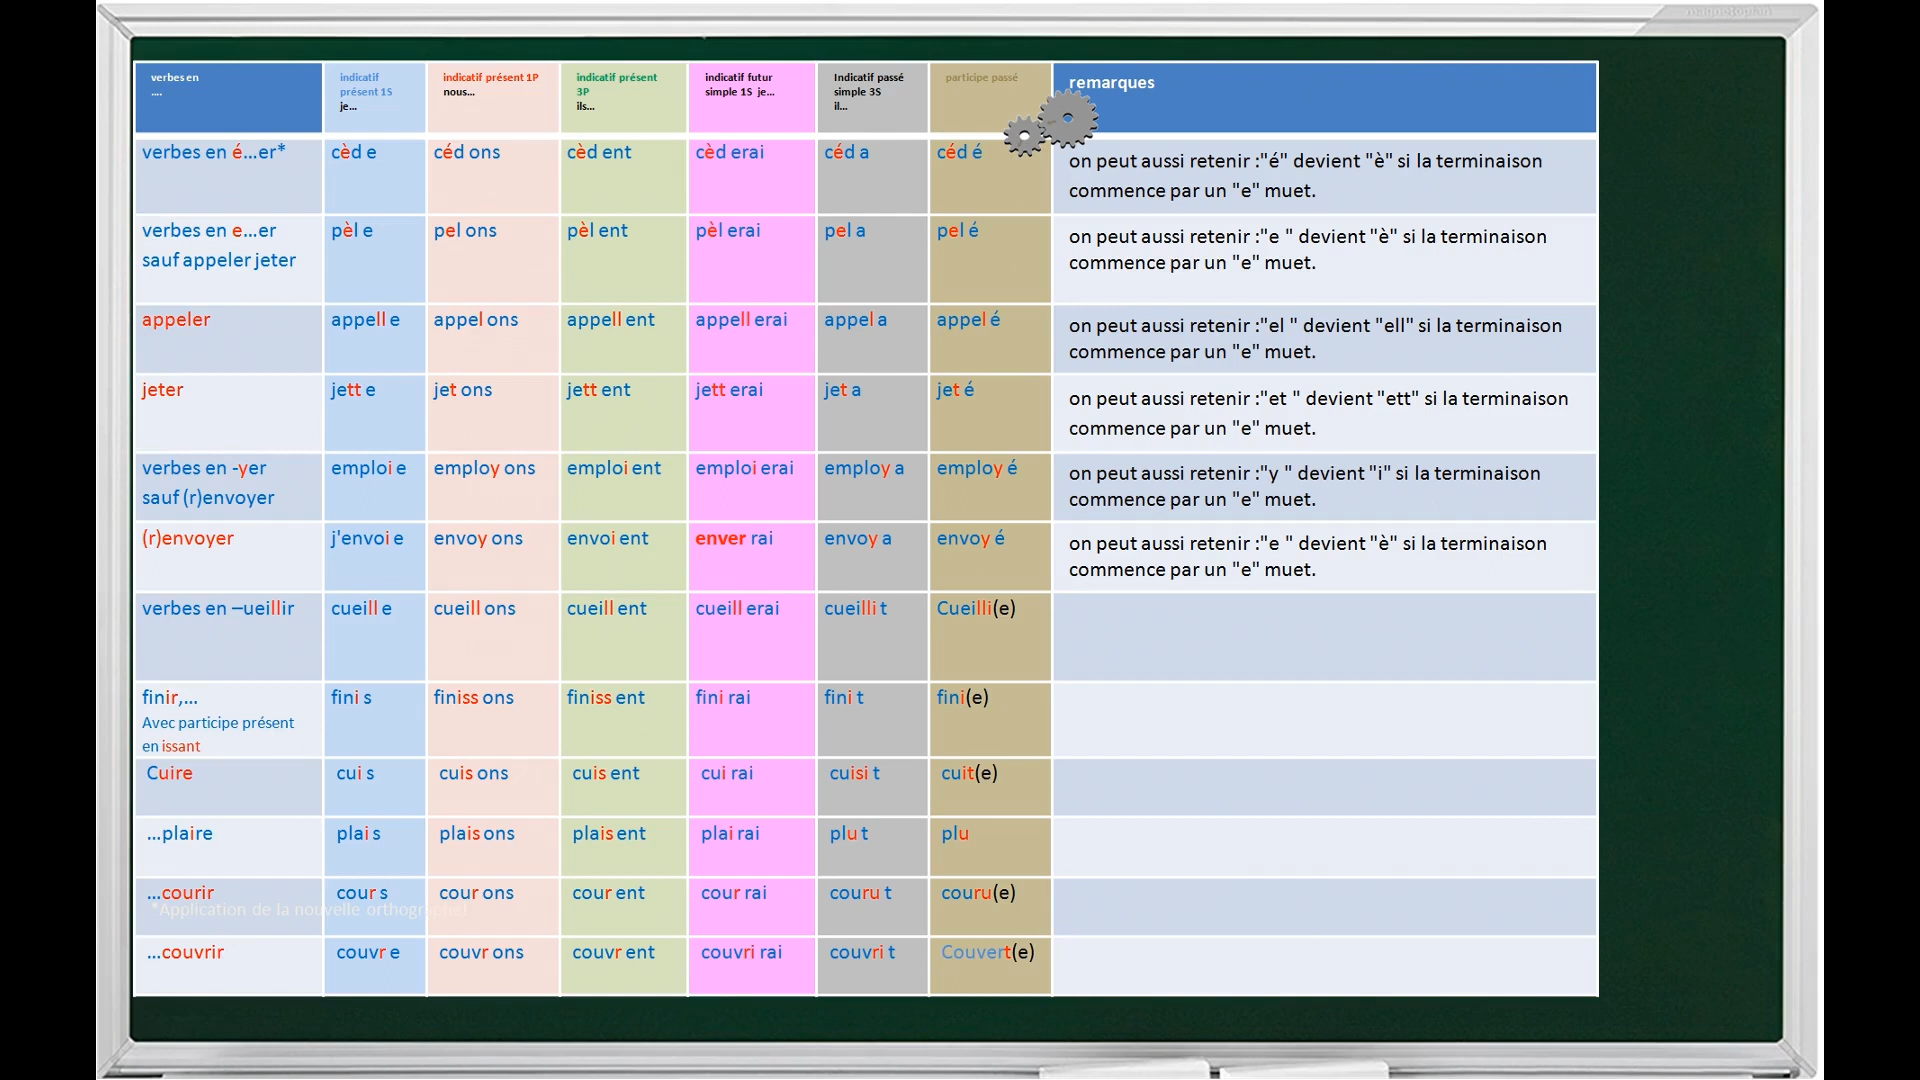 magnetoplan
verbes en
....
indicatif
présent 1S
je...
indicatif présent 1P
nous...
indicatif présent
3P
ils...
indicatif futur
simple 1S je...
Indicatif passé
simple 3S
il...
participe passé
remarques
verbes en é...er*
cèd e
céd ons
cèd ent
cèd erai
céd a
céd é
on peut aussi retenir :"é" devient "è" si la terminaison
commence par un "e" muet.
verbes en e...er
sauf appeler jeter
pèl e
pel ons
pèl ent
pèl erai
pel a
pel é
on peut aussi retenir :"e " devient "è" si la terminaison
commence par un "e" muet.
appeler
appell e
appel ons
appell ent
appell erai
appel a
appel é
on peut aussi retenir :"el " devient "ell" si la terminaison
commence par un "e" muet.
jeter
jett e
jet ons
jett ent
jett erai
jet a
jet é
on peut aussi retenir :"et " devient "ett" si la terminaison
commence par un "e" muet.
verbes en -yer
sauf (r)envoyer
emploi e
employ ons
emploi ent
emploi erai
employ a
employ é
on peut aussi retenir :"y " devient "i" si la terminaison
commence par un "e" muet.
(r)envoyer
j'envoi e
envoy ons
envoi ent
enver rai
envoy a
envoy é
on peut aussi retenir :"e " devient "è" si la terminaison
commence par un "e" muet.
verbes en –ueillir
cueill e
cueill ons
cueill ent
cueill erai
cueilli t
Cueilli(e)
finir,...
Avec participe présent
en issant
fini s
finiss ons
finiss ent
fini rai
fini t
fini(e)
Cuire
cui s
cuis ons
cuis ent
cui rai
cuisi t
cuit(e)
...plaire
plai s
plais ons
plais ent
plai rai
plu t
plu
...courir
cour s
cour ons
cour ent
cour rai
couru t
couru(e)
*Application de la nouvelle orthographe
...couvrir
couvr e
couvr ons
couvr ent
couvri rai
couvri t
Couvert(e)